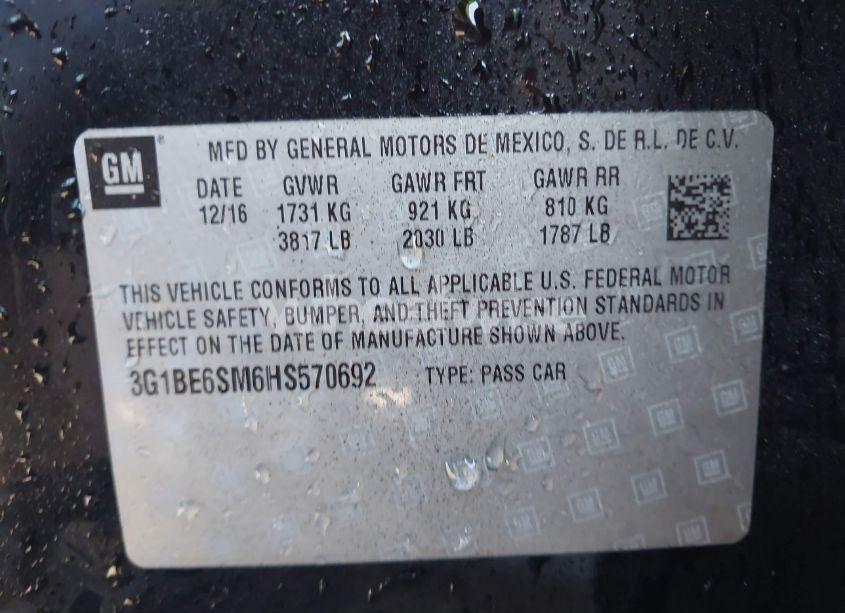 GM
MFD BY GENERAL MOTORS DE MEXICO, S. DE R.L. DE C.V.
DATE GVWR GAWR FRT GAWR RR
12/16 1731 KG 921 KG 810 KG
3817 LB 2030 LB 1787 LB
THIS VEHICLE CONFORMS TO ALL APPLICABLE U.S. FEDERAL MOTOR
VEHICLE SAFETY, BUMPER, AND THEFT PREVENTION STANDARDS IN
EFFECT ON THE DATE OF MANUFACTURE SHOWN ABOVE.
3G1BE6SM6HS570692 TYPE: PASS CAR